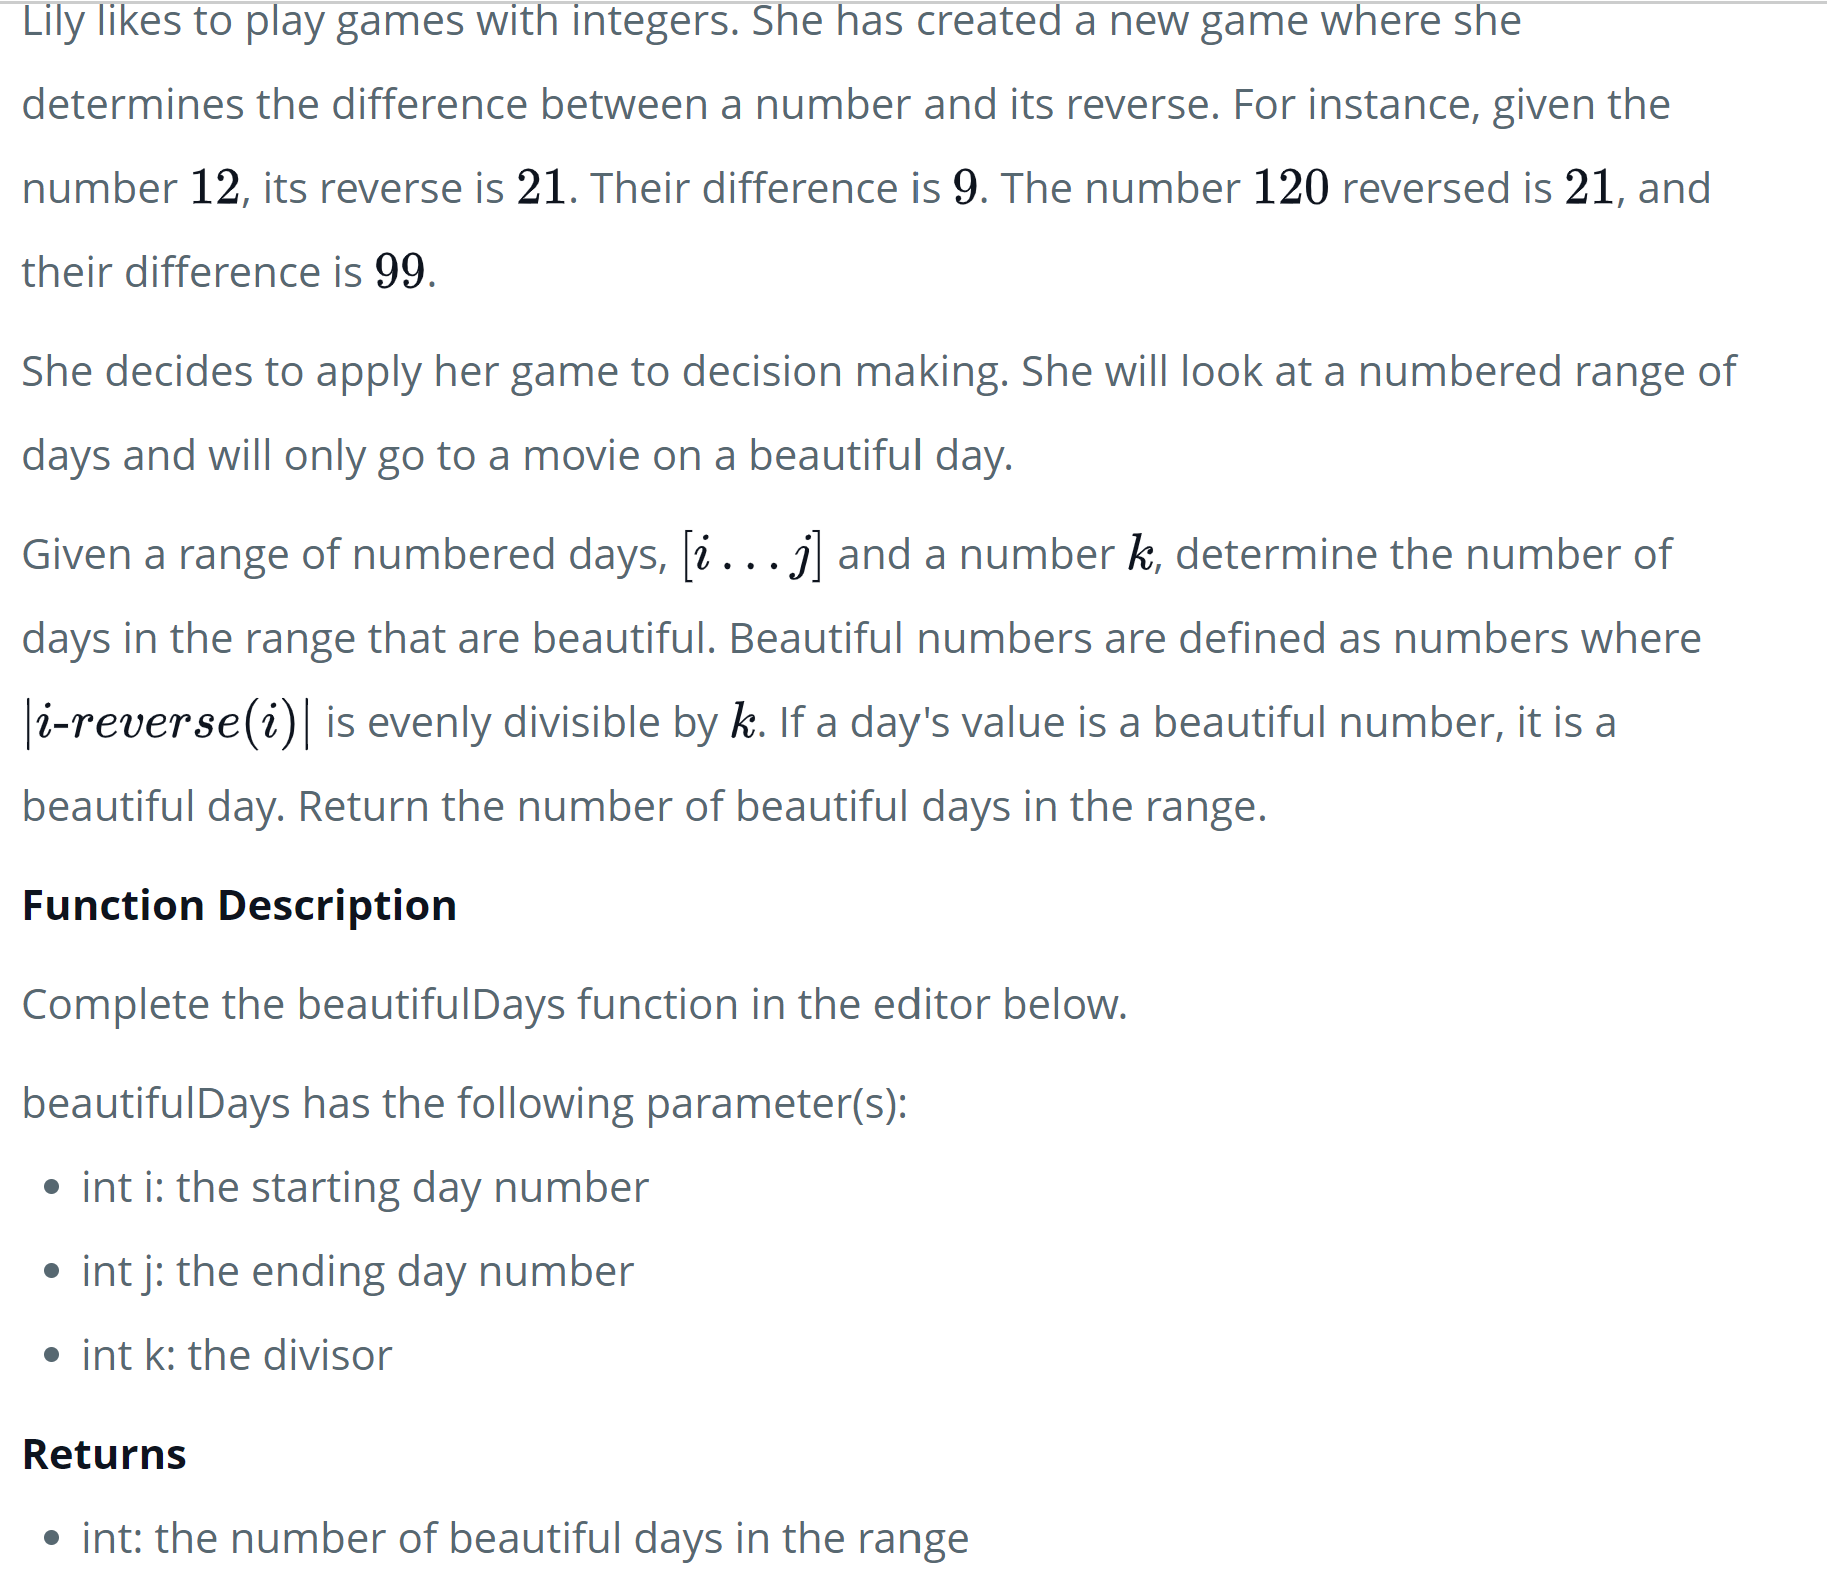 Lily likes to play games with integers. She has created a new game where she
determines the difference between a number and its reverse. For instance, given the
number 12, its reverse is 21. Their difference is 9. The number 120 reversed is 21, and
their difference is 99.
She decides to apply her game to decision making. She will look at a numbered range of
days and will only go to a movie on a beautiful day.
Given a range of numbered days, [i . . . j] and a number k, determine the number of
days in the range that are beautiful. Beautiful numbers are defined as numbers where
|i-reverse(i)| is evenly divisible by k. If a day's value is a beautiful number, it is a
beautiful day. Return the number of beautiful days in the range.
Function Description
Complete the beautifulDays function in the editor below.
beautifulDays has the following parameter(s):
• int i: the starting day number
• int j: the ending day number
• int k: the divisor
Returns
• int: the number of beautiful days in the range